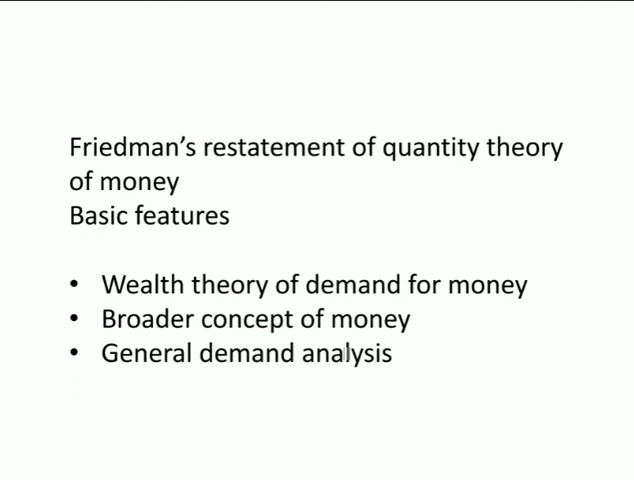 Friedman’s restatement of quantity theory
of money
Basic features
• Wealth theory of demand for money
• Broader concept of money
• General demand analysis